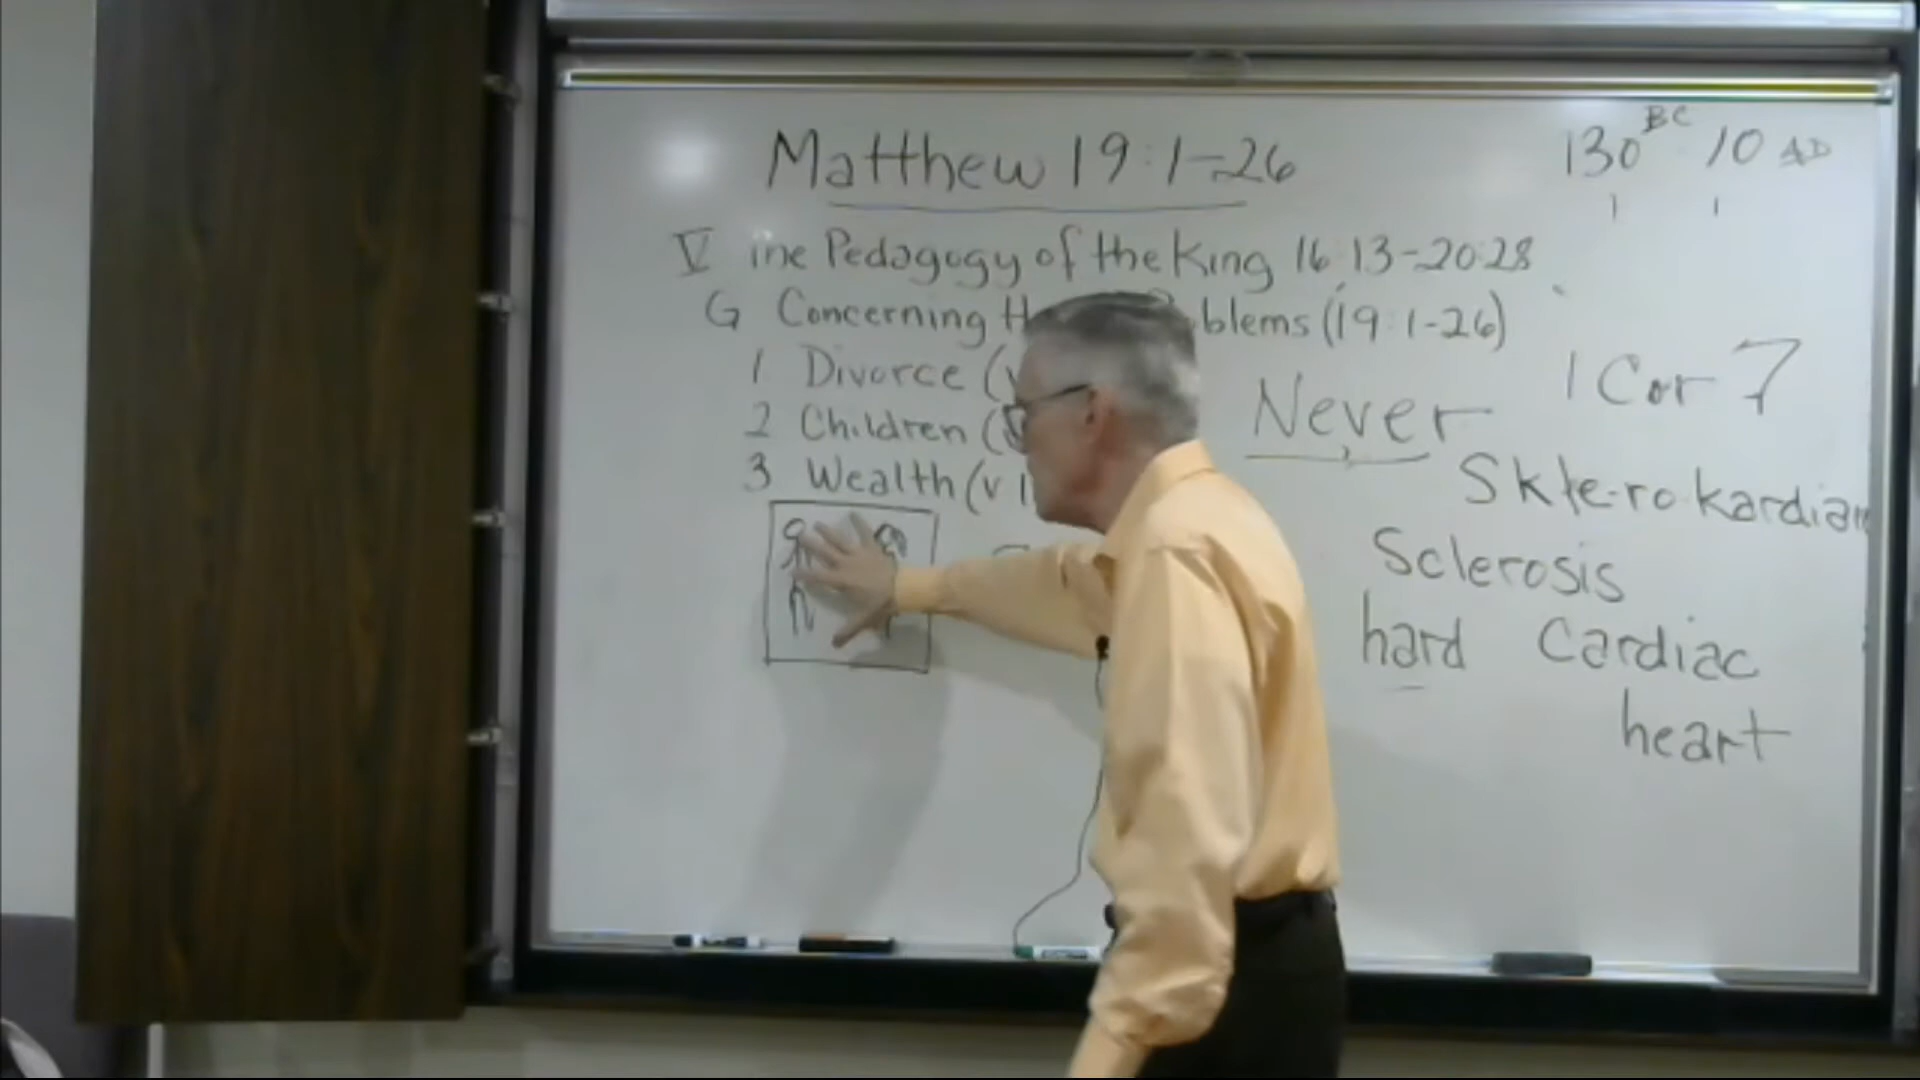 Matthew 19:1-26
130 BC 10 AD
V The Pedagogy of the King 16:13-20:28
G Concerning blems (19:1-26)
1 Divorce (v
2 Children (
3 Wealth (v 1
Never
1 Cor 7
Skle-ro-kardian
Sclerosis
hard Cardiac
heart